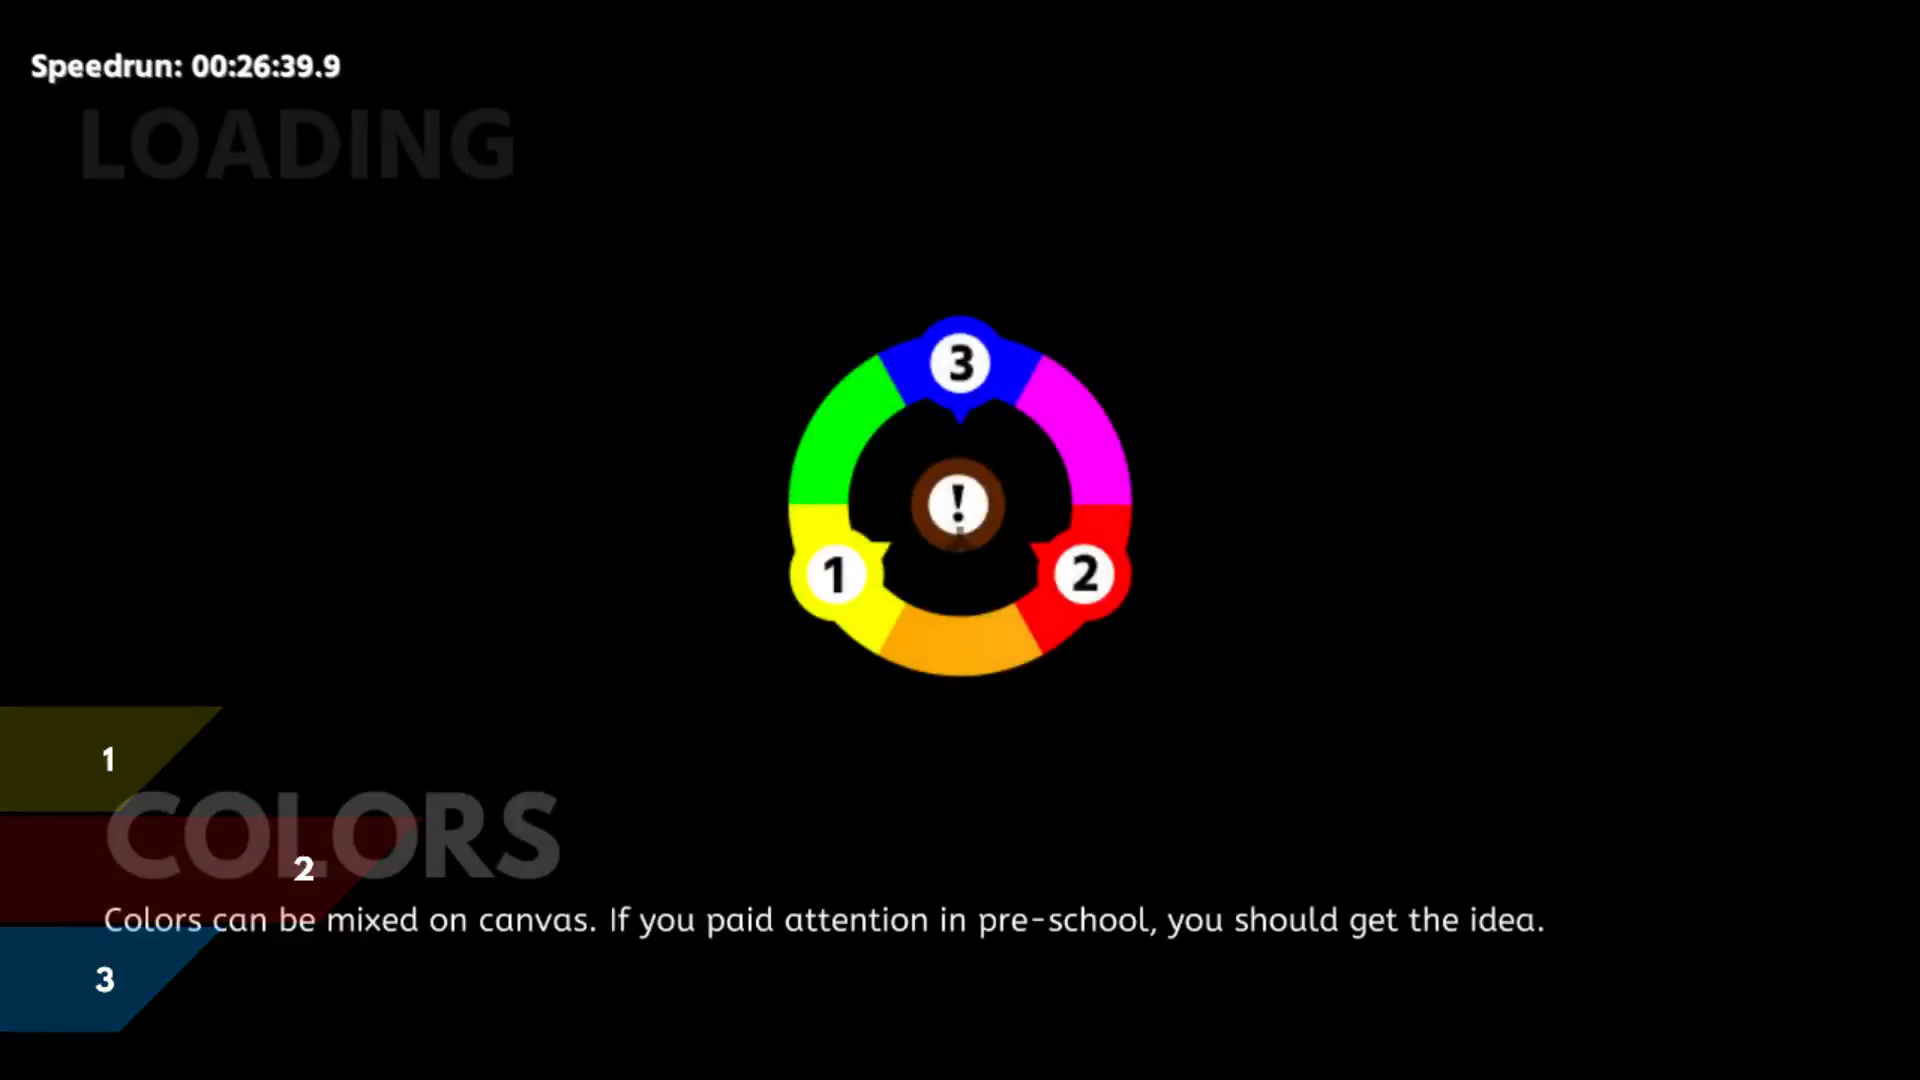 Speedrun: 00:26:39.9
LOADING
3
!
1
2
1
COLORS
2
Colors can be mixed on canvas. If you paid attention in pre-school, you should get the idea.
3